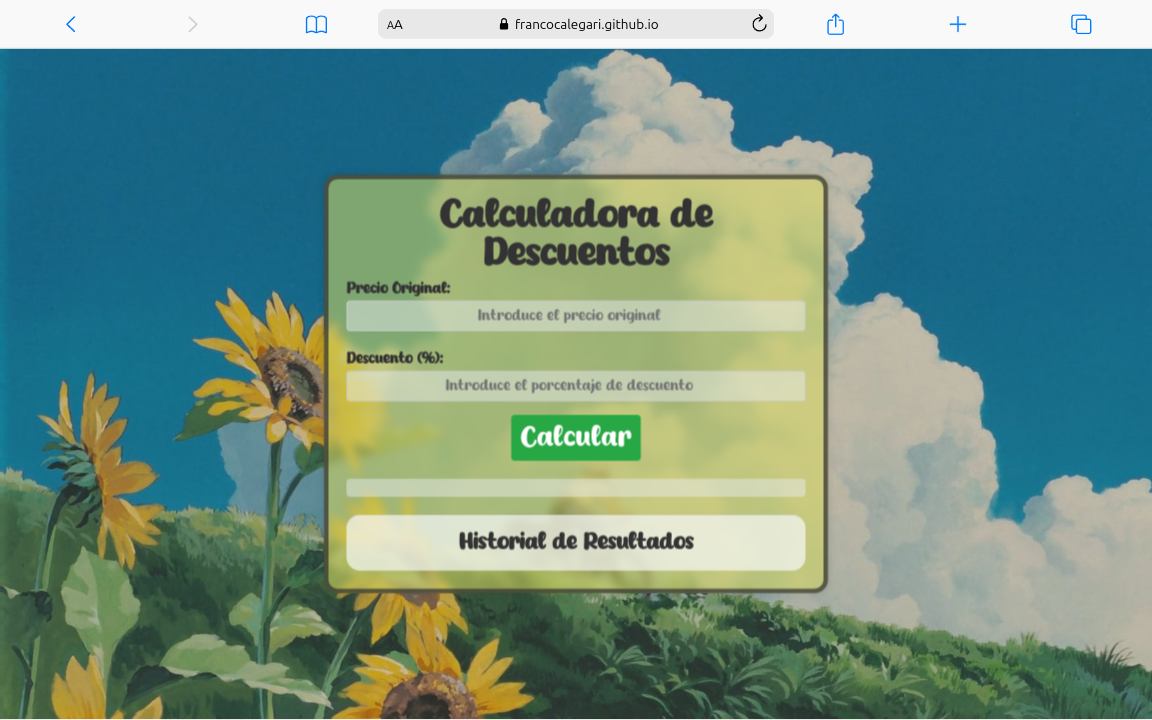 AA
francocalegari.github.io
Calculadora de
Descuentos
Precio Original:
Introduce el precio original
Descuento (%):
Introduce el porcentaje de descuento
Calcular
Historial de Resultados